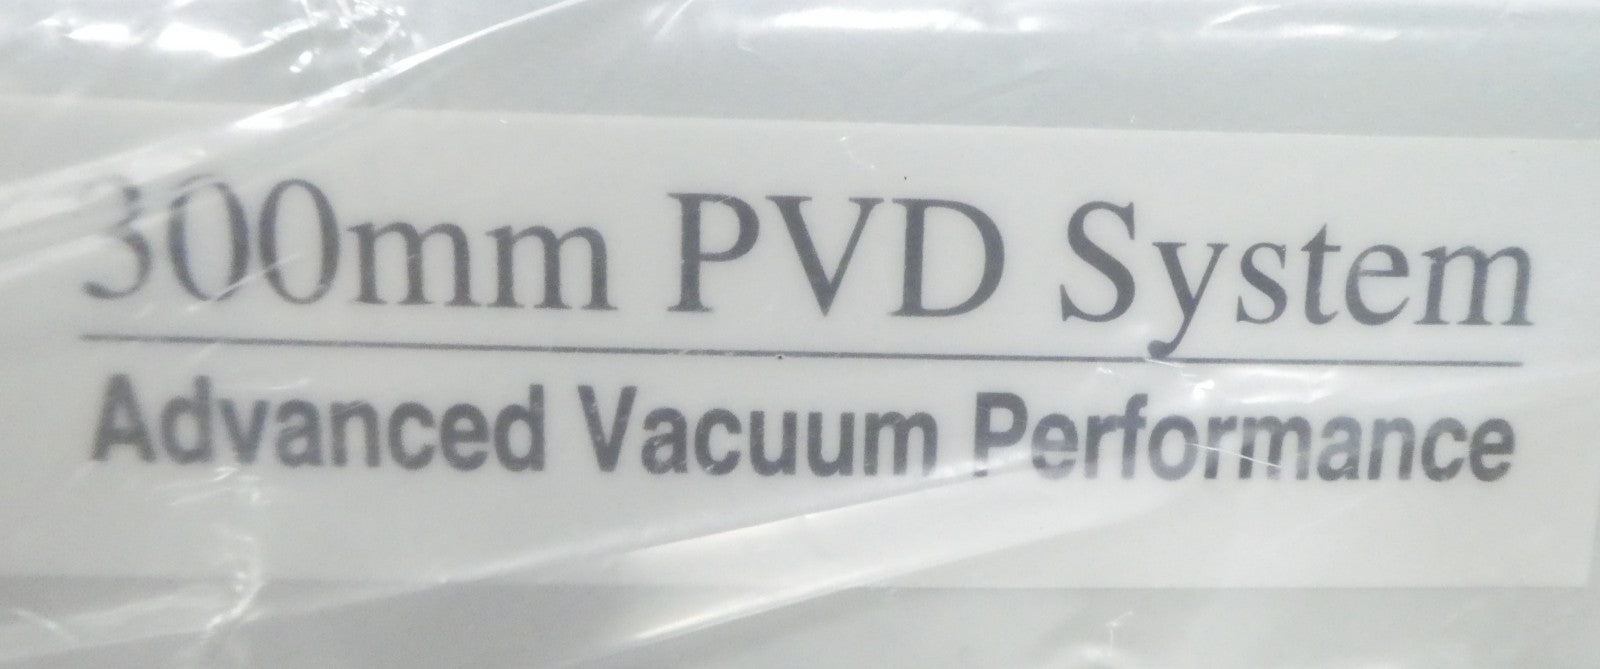 300mm PVD System
Advanced Vacuum Performance